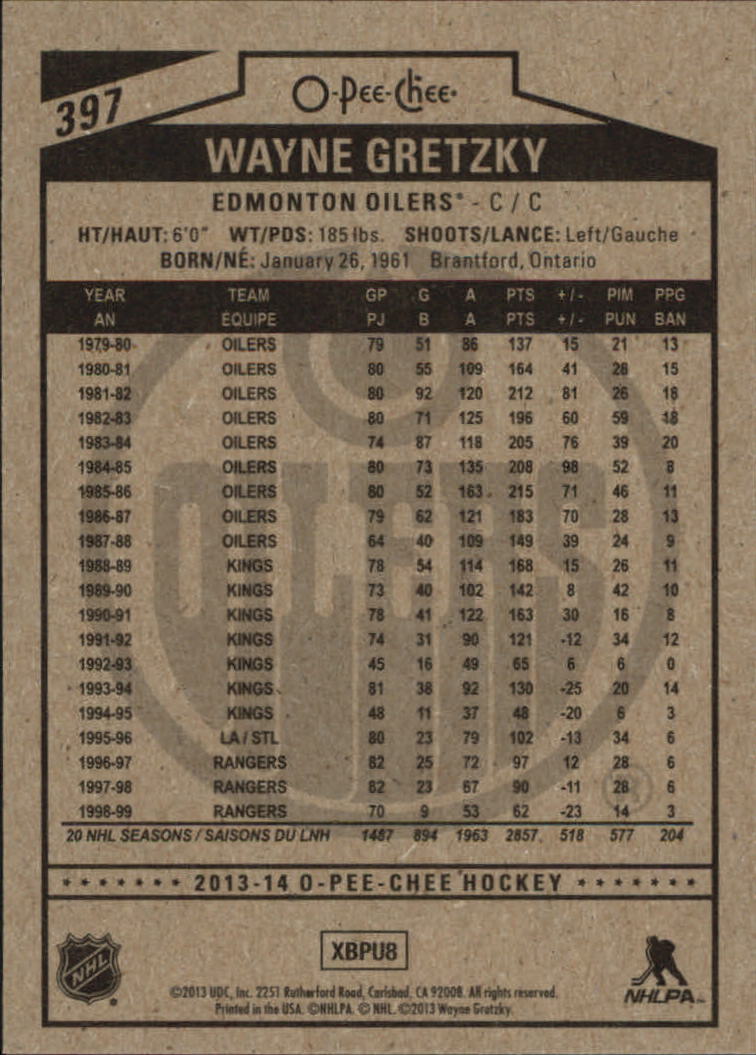 397
O-Pee-Chee
WAYNE GRETZKY
EDMONTON OILERS® - C / C
HT/HAUT: 6'0" WT/PDS: 185 lbs. SHOOTS/LANCE: Left/Gauche
BORN/NÉ: January 26, 1961 Brantford, Ontario
YEAR TEAM GP G A PTS +/- PIM PPG
AN ÉQUIPE PJ B A PTS +/- PUN BAN
1979-80 OILERS 79 51 86 137 15 21 13
1980-81 OILERS 80 55 109 164 41 28 15
1981-82 OILERS 80 92 120 212 81 26 18
1982-83 OILERS 80 71 125 196 60 59 18
1983-84 OILERS 74 87 118 205 76 39 20
1984-85 OILERS 80 73 135 208 98 52 8
1985-86 OILERS 80 52 163 215 71 46 11
1986-87 OILERS 79 62 121 183 70 28 13
1987-88 OILERS 64 40 109 149 39 24 9
1988-89 KINGS 78 54 114 168 15 26 11
1989-90 KINGS 73 40 102 142 8 42 10
1990-91 KINGS 78 41 122 163 30 16 8
1991-92 KINGS 74 31 90 121 -12 34 12
1992-93 KINGS 45 16 49 65 6 6 0
1993-94 KINGS 81 38 92 130 -25 20 14
1994-95 KINGS 48 11 37 48 -20 6 3
1995-96 LA / STL 80 23 79 102 -13 34 6
1996-97 RANGERS 82 25 72 97 12 28 6
1997-98 RANGERS 82 23 67 90 -11 28 6
1998-99 RANGERS 70 9 53 62 -23 14 3
20 NHL SEASONS / SAISONS DU LNH 1487 894 1963 2857 518 577 204
OILERS ®
2013-14 O-PEE-CHEE HOCKEY
XBPU8
NHL ®
NHLPA™
©2013 UDC, Inc. 2251 Rutherford Road, Carlsbad, CA 92008. All rights reserved.
Printed in the USA. ©NHLPA. © NHL. ©2013 Wayne Gretzky.